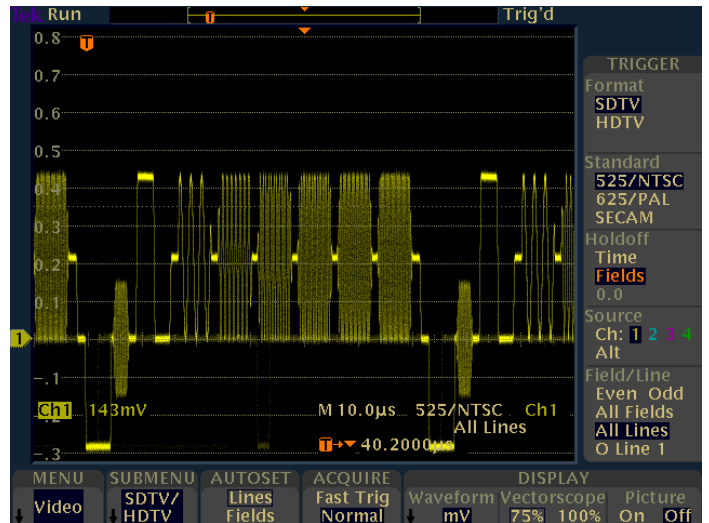 Tek Run Trig'd
T
T
0.8
0.7
0.6
0.5
0.4
0.3
0.2
0.1
1
-.1
Ch1 143mV M 10.0µs 525/NTSC Ch1
All Lines
T→▼ 40.2000µs
-.3
TRIGGER
Format
SDTV
HDTV
Standard
525/NTSC
625/PAL
SECAM
Holdoff
Time
Fields
0.0
Source
Ch: 1 2 3 4
Alt
Field/Line
Even Odd
All Fields
All Lines
O Line 1
MENU SUBMENU AUTOSET ACQUIRE DISPLAY
Video SDTV/ HDTV Lines Fields Fast Trig Normal Waveform mV Vectorscope 75% 100% Picture On Off